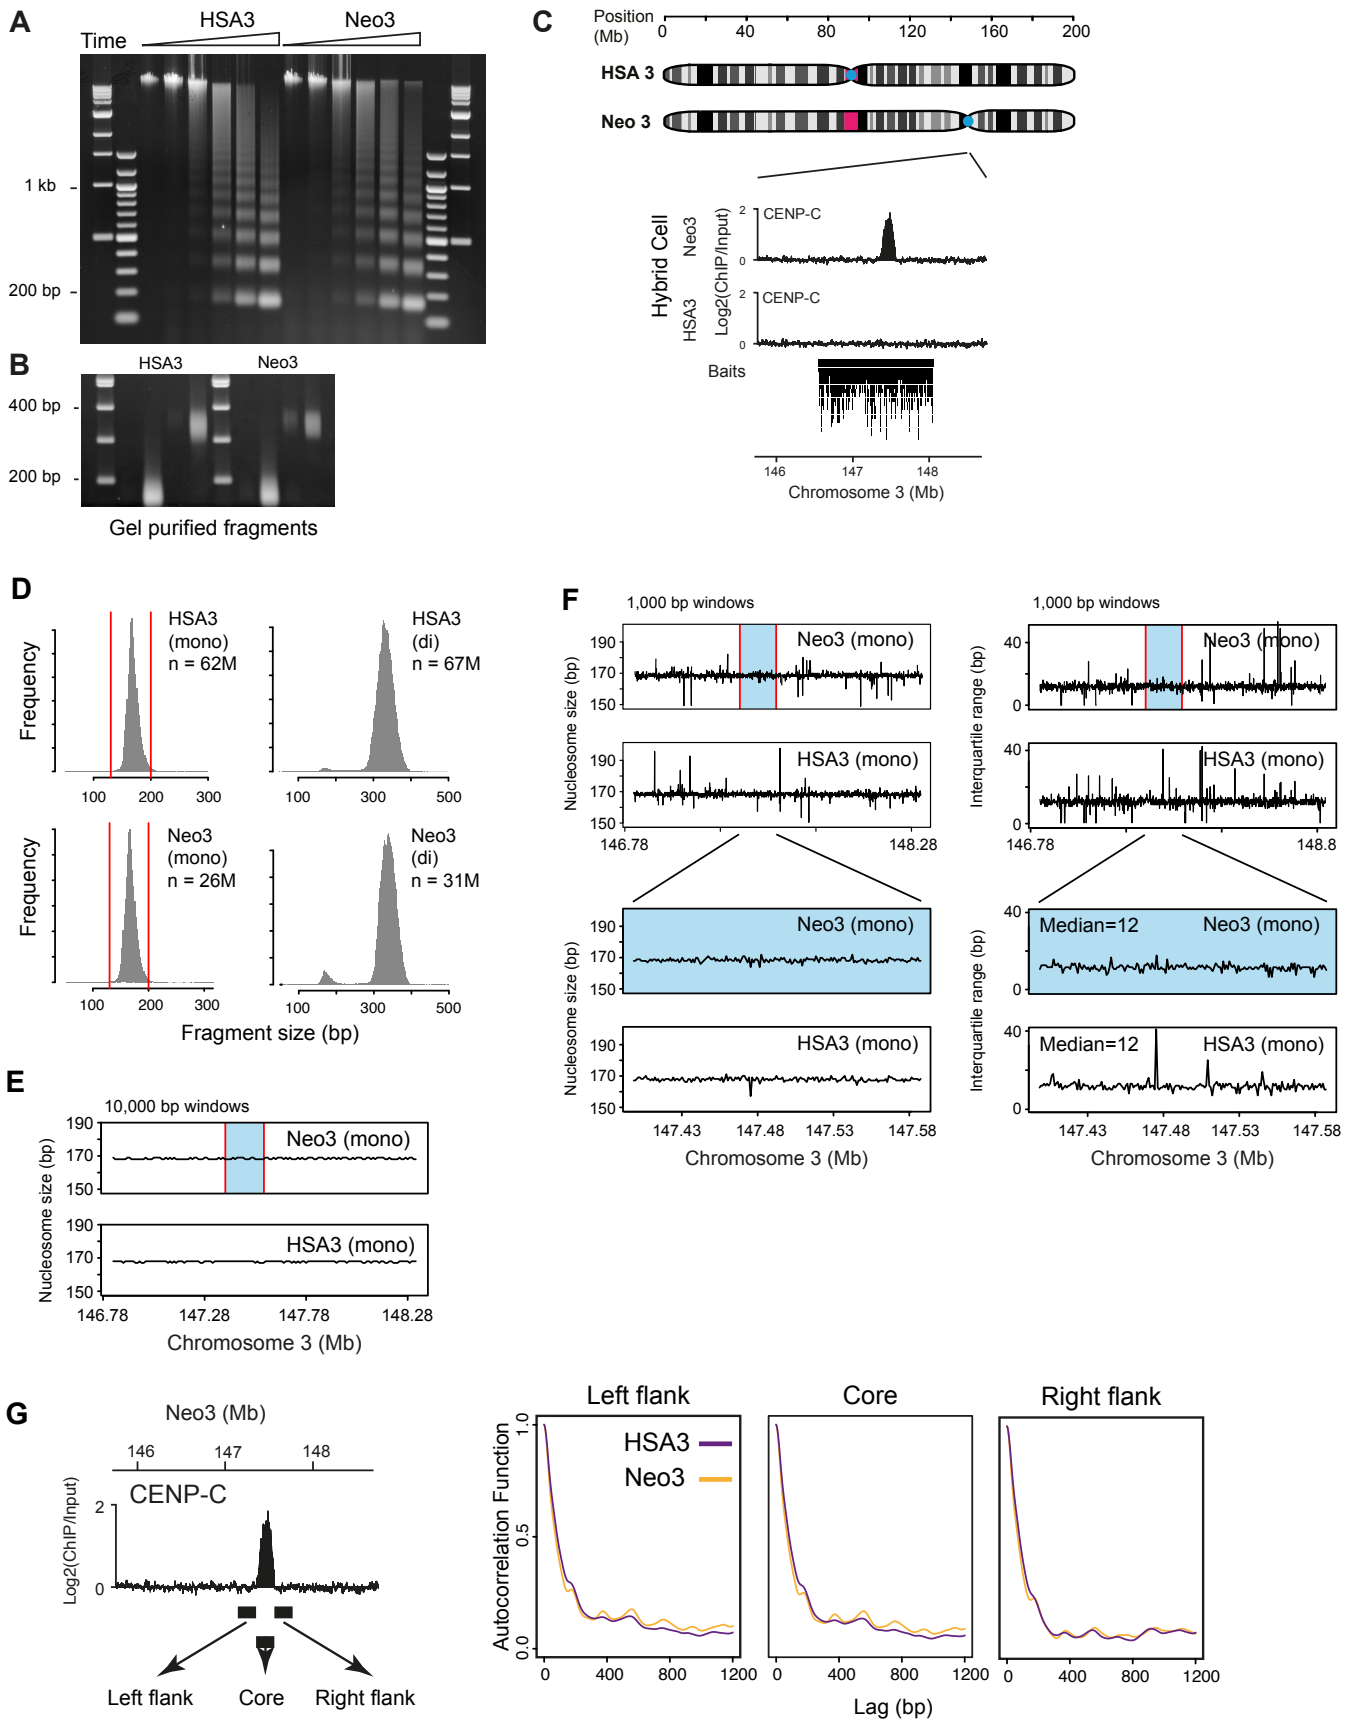 A
HSA3 Neo3
Time
1 kb
200 bp
B
HSA3 Neo3
400 bp
200 bp
Gel purified fragments
C
Position (Mb)
0 40 80 120 160 200
HSA 3
Neo 3
Hybrid Cell
Neo3
HSA3
Log2(ChIP/Input)
2
CENP-C
0
2
CENP-C
0
Baits
146 147 148
Chromosome 3 (Mb)
D
Frequency
HSA3
(mono)
n = 62M
100 200 300
HSA3
(di)
n = 67M
100 300 500
Frequency
Neo3
(mono)
n = 26M
100 200 300
Neo3
(di)
n = 31M
100 300 500
Fragment size (bp)
E
10,000 bp windows
Nucleosome size (bp)
190
170
150
Neo3 (mono)
190
170
150
HSA3 (mono)
146.78 147.28 147.78 148.28
Chromosome 3 (Mb)
F
1,000 bp windows
Nucleosome size (bp)
190
170
150
Neo3 (mono)
190
170
150
HSA3 (mono)
146.78 148.28
Nucleosome size (bp)
190
170
150
Neo3 (mono)
190
170
150
HSA3 (mono)
147.43 147.48 147.53 147.58
Chromosome 3 (Mb)
1,000 bp windows
Interquartile range (bp)
40
0
Neo3 (mono)
40
0
HSA3 (mono)
146.78 148.8
Interquartile range (bp)
40
0
Median=12 Neo3 (mono)
40
0
Median=12 HSA3 (mono)
147.43 147.48 147.53 147.58
Chromosome 3 (Mb)
G
Neo3 (Mb)
146 147 148
Log2(ChIP/Input)
2
0
CENP-C
Left flank Core Right flank
Left flank Core Right flank
Autocorrelation Function
1.0
0.5
0.0
HSA3
Neo3
0 400 800 1200
0 400 800 1200
0 400 800 1200
Lag (bp)